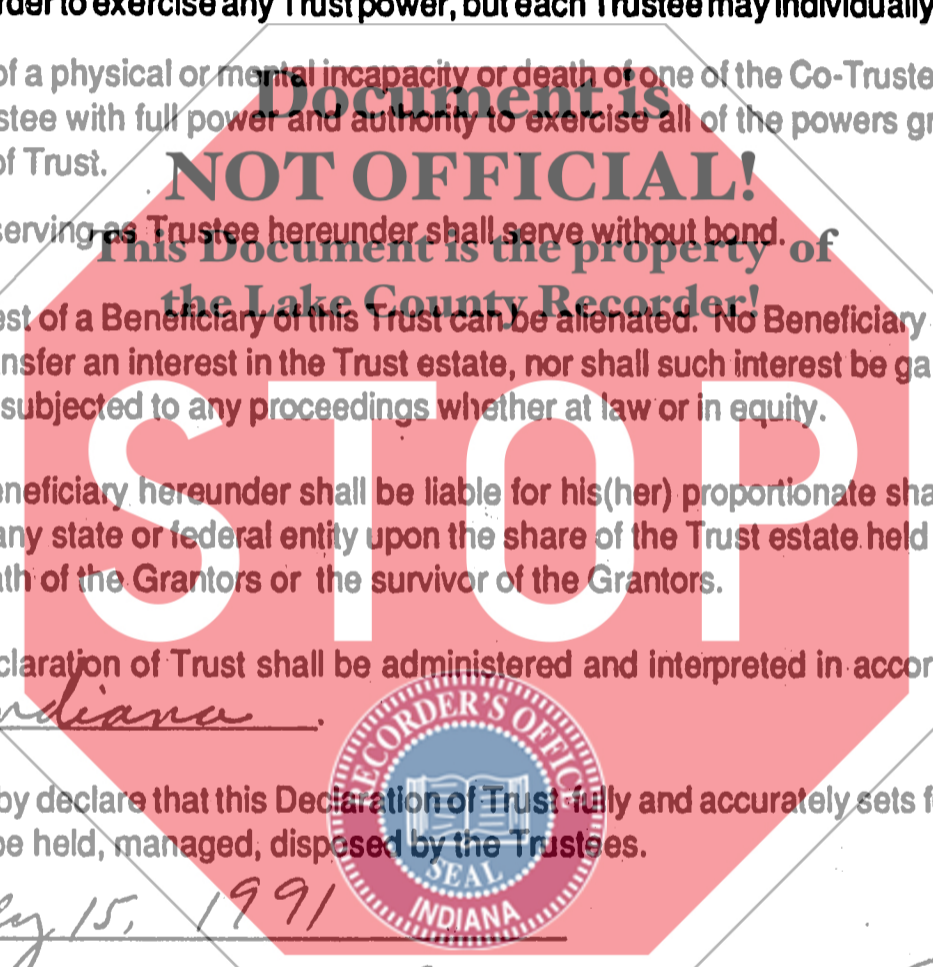 order to exercise any Trust power, but each Trustee may individually
of a physical or mental incapacity or death of one of the Co-Truste
stee with full power and authority to exercise all of the powers gr
of Trust.
serving as Trustee hereunder shall serve without bond.
est of a Beneficiary of this Trust can be alienated. No Beneficiary
nsfer an interest in the Trust estate, nor shall such interest be ga
subjected to any proceedings whether at law or in equity.
eneficiary hereunder shall be liable for his(her) proportionate sha
any state or federal entity upon the share of the Trust estate held
ath of the Grantors or the survivor of the Grantors.
claration of Trust shall be administered and interpreted in accor
ndiana.
by declare that this Declaration of Trust fully and accurately sets f
be held, managed, disposed by the Trustees.
y 15, 1991
Document is
NOT OFFICIAL!
This Document is the property of
the Lake County Recorder!
STOP
RECORDER'S OFFICE
SEAL
INDIANA